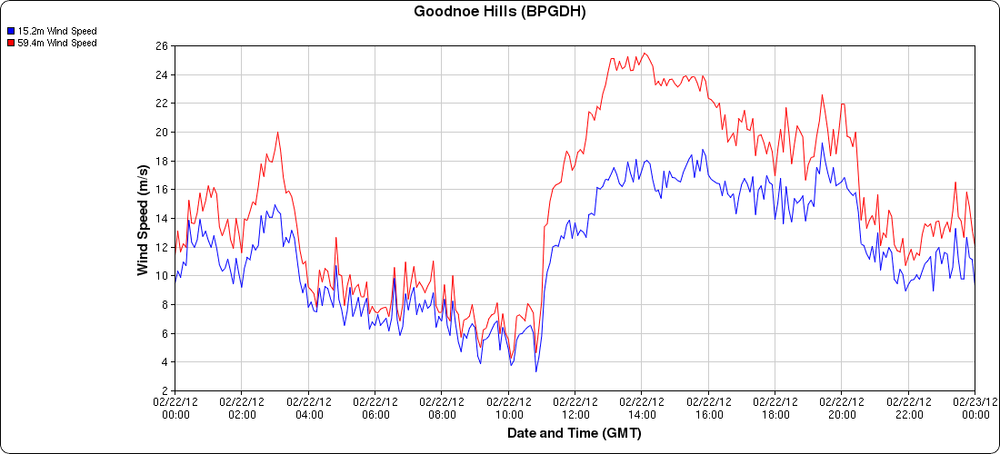 Goodnoe Hills (BPGDH)
15.2m Wind Speed
59.4m Wind Speed
Wind Speed (m/s)
26
24
22
20
18
16
14
12
10
8
6
4
2
02/22/12 02/22/12 02/22/12 02/22/12 02/22/12 02/22/12 02/22/12 02/22/12 02/22/12 02/22/12 02/22/12 02/22/12 02/23/12
00:00 02:00 04:00 06:00 08:00 10:00 12:00 14:00 16:00 18:00 20:00 22:00 00:00
Date and Time (GMT)